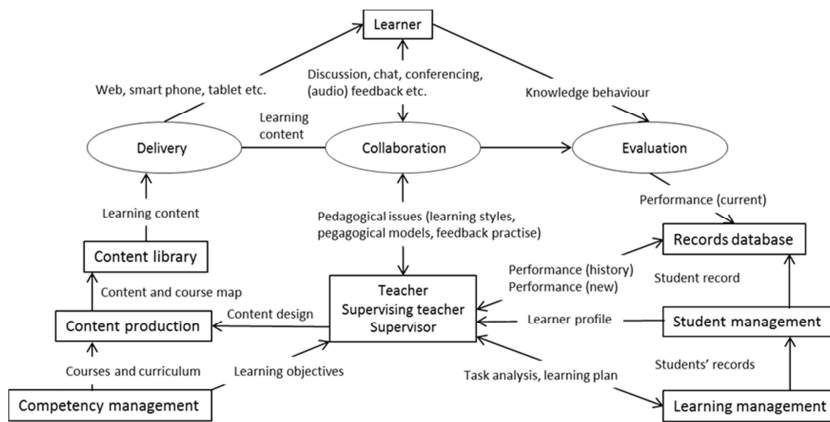 Learner
Web, smart phone, tablet etc.
Discussion, chat, conferencing,
(audio) feedback etc.
Knowledge behaviour
Learning
content
Delivery
Collaboration
Evaluation
Learning content
Pedagogical issues (learning styles,
pegagogical models, feedback practise)
Performance (current)
Content library
Records database
Content and course map
Performance (history)
Performance (new)
Student record
Teacher
Supervising teacher
Supervisor
Content production
Content design
Learner profile
Student management
Courses and curriculum
Learning objectives
Task analysis, learning plan
Students’ records
Competency management
Learning management